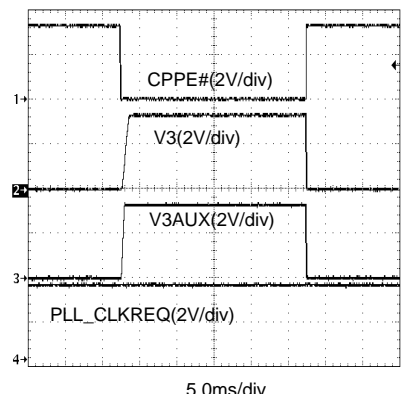 CPPE#(2V/div)
1
V3(2V/div)
2
V3AUX(2V/div)
3
PLL_CLKREQ(2V/div)
4
5.0ms/div